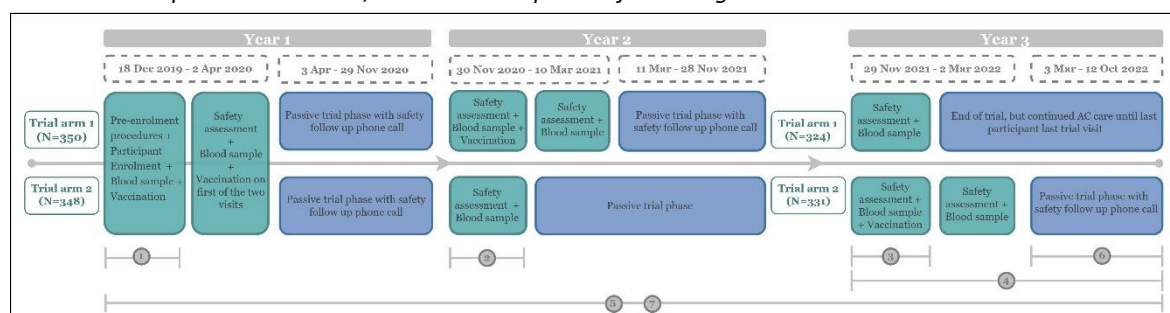 Year 1
Year 2
Year 3
18 Dec 2019 - 2 Apr 2020
3 Apr - 29 Nov 2020
30 Nov 2020 - 10 Mar 2021
11 Mar - 28 Nov 2021
29 Nov 2021 - 2 Mar 2022
3 Mar - 12 Oct 2022
Trial arm 1
(N=350)
Pre-enrolment
procedures +
Participant
Enrolment +
Blood sample +
Vaccination
Safety
assessment
+
Blood sample
+
Vaccination on
first of the two
visits
Passive trial phase with safety
follow up phone call
Safety
assessment +
Blood sample +
Vaccination
Safety
assessment +
Blood sample
Passive trial phase with safety
follow up phone call
Trial arm 1
(N=324)
Safety
assessment +
Blood sample
End of trial, but continued AC care until last
participant last trial visit
Trial arm 2
(N=348)
Passive trial phase with safety
follow up phone call
Safety
assessment +
Blood sample
Passive trial phase
Trial arm 2
(N=331)
Safety
assessment +
Blood sample
+ Vaccination
Safety
assessment +
Blood sample
Passive trial phase with
safety follow up phone call
1
2
3
6
4
5
7